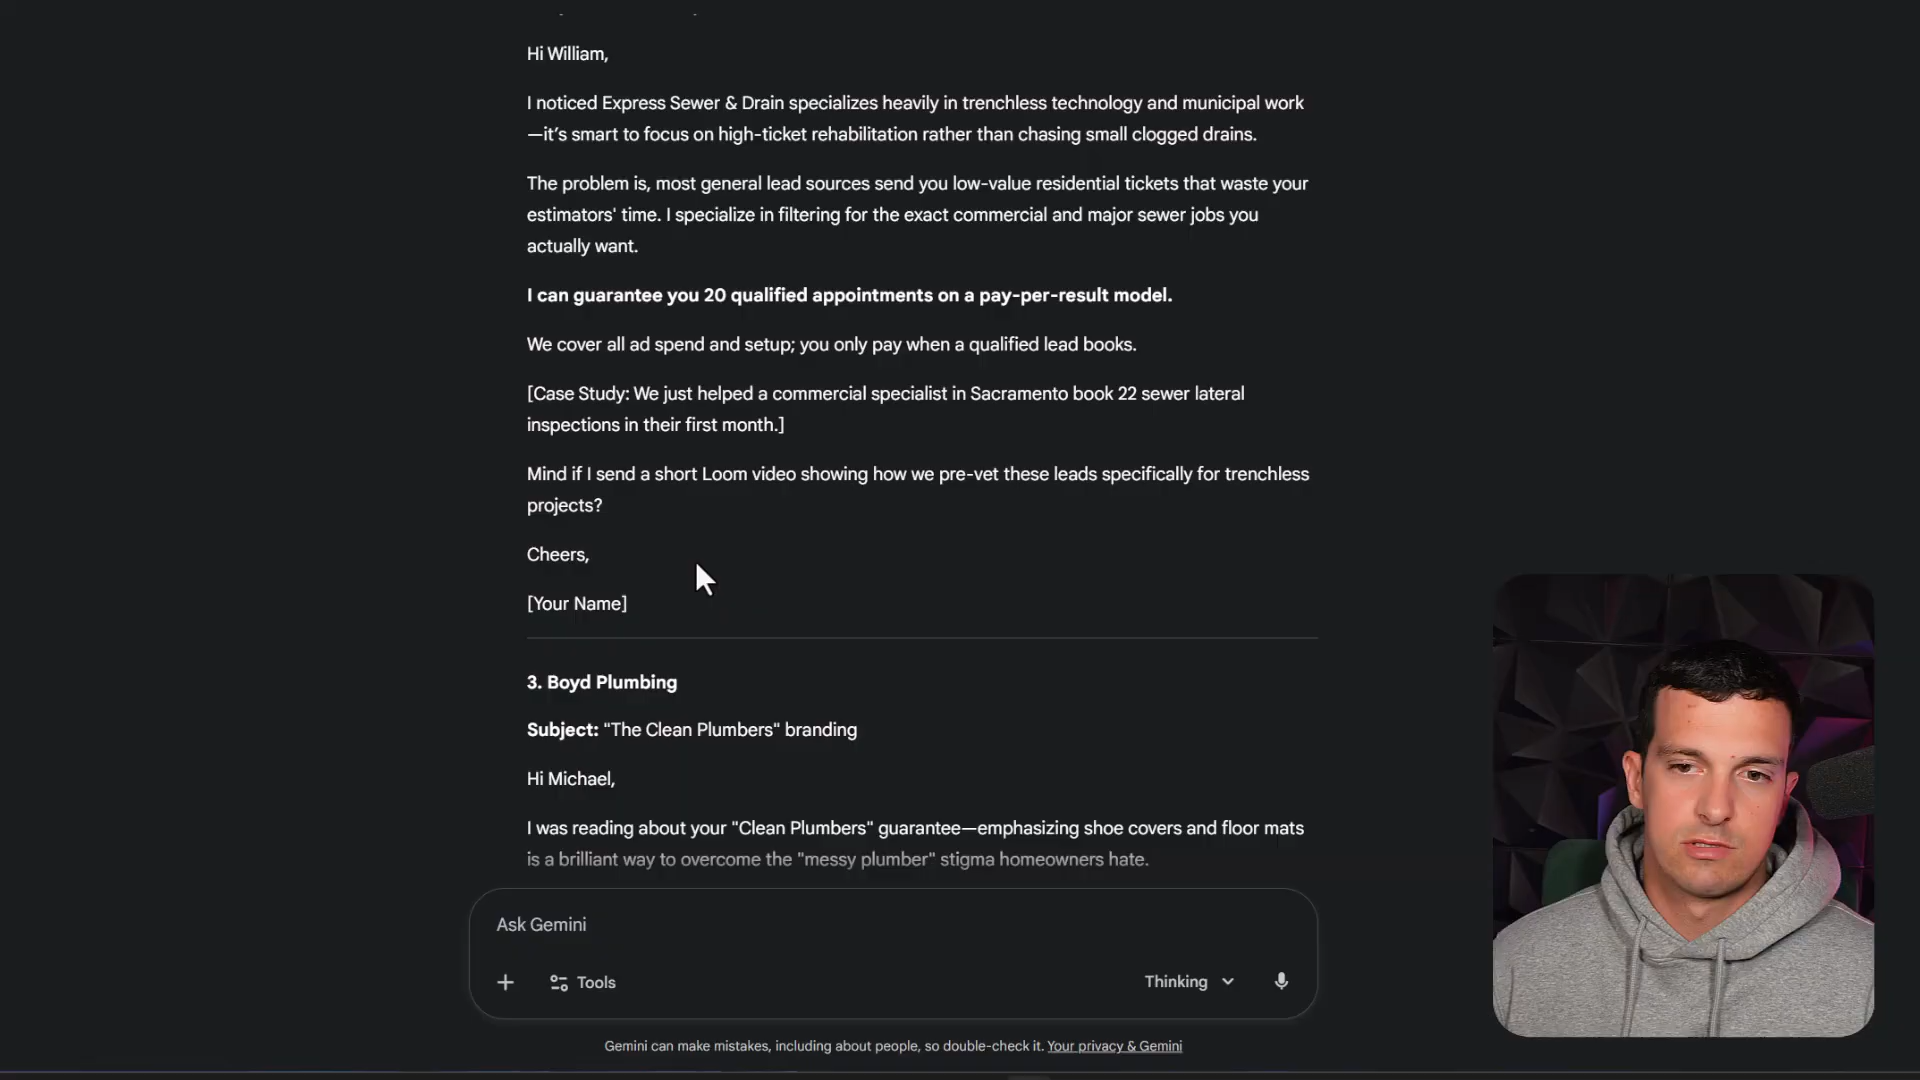 Hi William,
I noticed Express Sewer & Drain specializes heavily in trenchless technology and municipal work
—it’s smart to focus on high-ticket rehabilitation rather than chasing small clogged drains.
The problem is, most general lead sources send you low-value residential tickets that waste your
estimators' time. I specialize in filtering for the exact commercial and major sewer jobs you
actually want.
I can guarantee you 20 qualified appointments on a pay-per-result model.
We cover all ad spend and setup; you only pay when a qualified lead books.
[Case Study: We just helped a commercial specialist in Sacramento book 22 sewer lateral
inspections in their first month.]
Mind if I send a short Loom video showing how we pre-vet these leads specifically for trenchless
projects?
Cheers,
[Your Name]
3. Boyd Plumbing
Subject: "The Clean Plumbers" branding
Hi Michael,
I was reading about your "Clean Plumbers" guarantee—emphasizing shoe covers and floor mats
is a brilliant way to overcome the "messy plumber" stigma homeowners hate.
Ask Gemini
Tools
Thinking
Gemini can make mistakes, including about people, so double-check it. Your privacy & Gemini